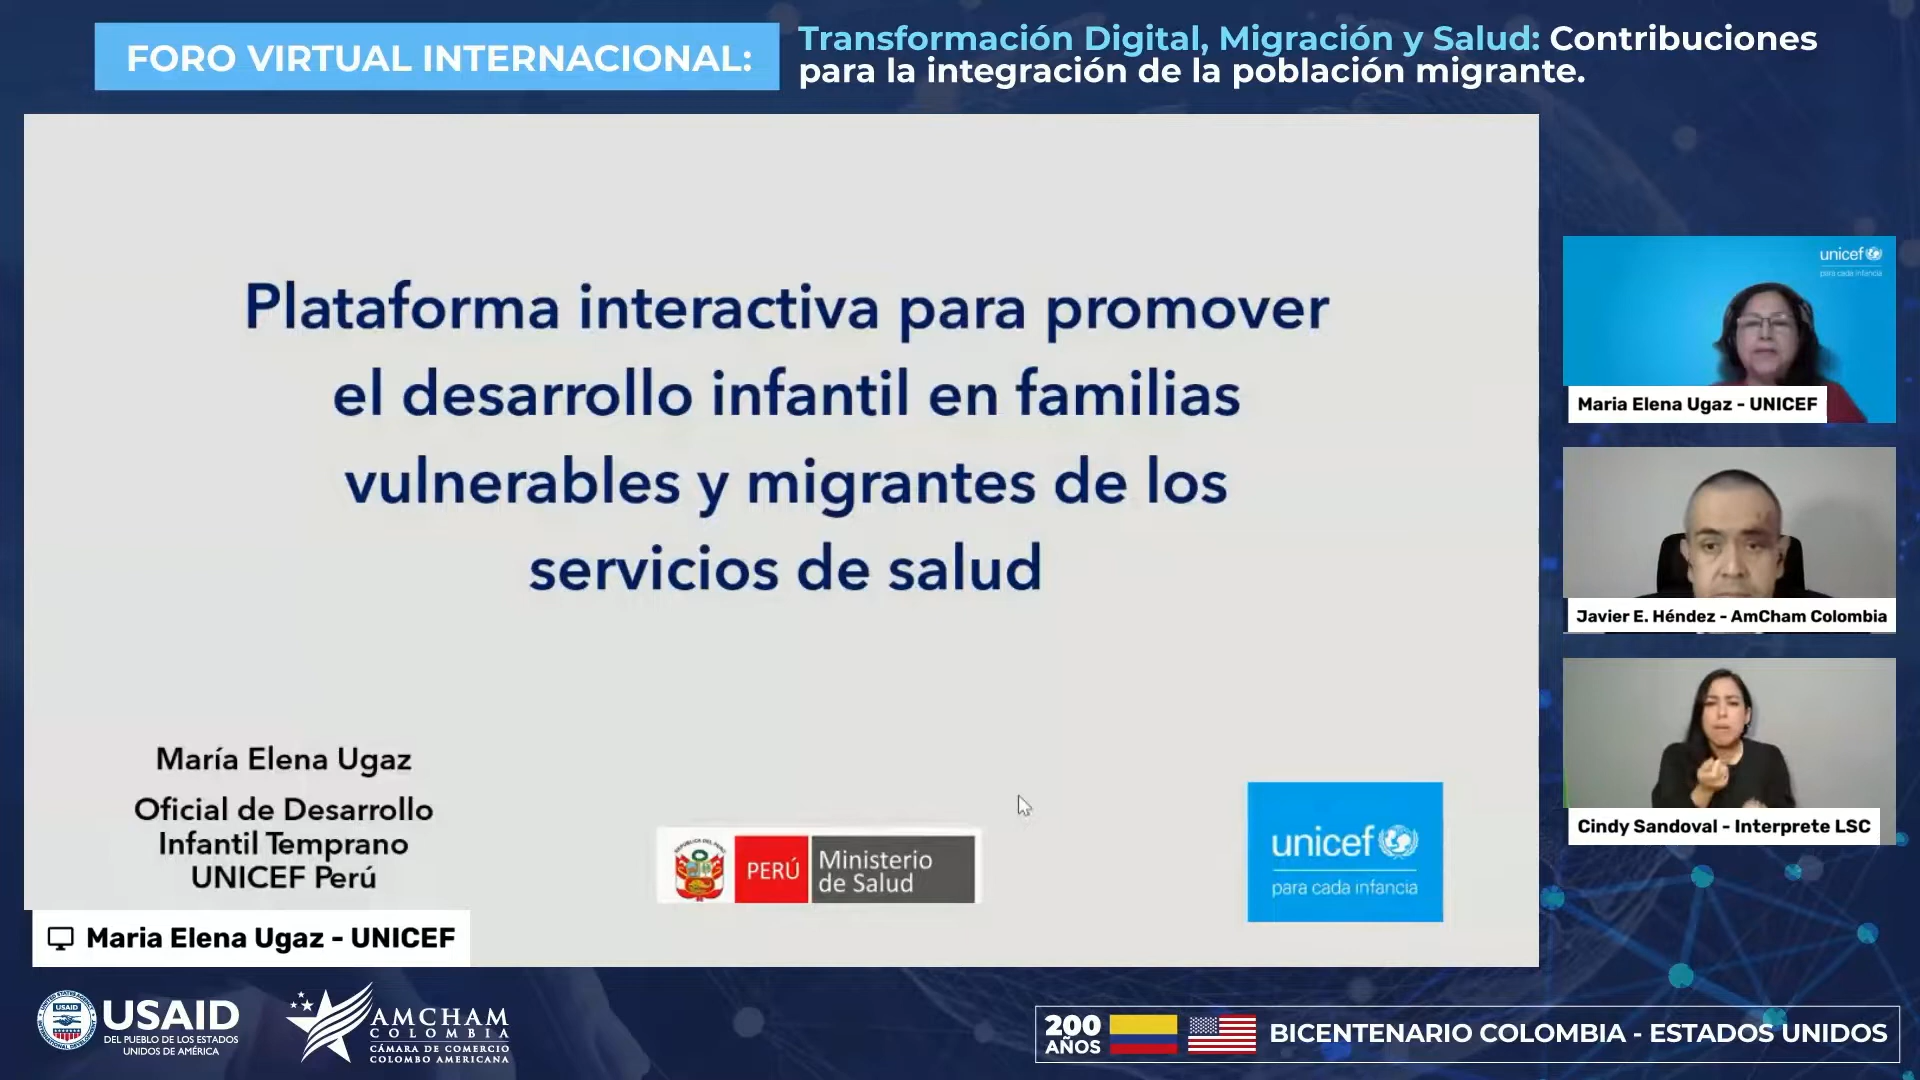 FORO VIRTUAL INTERNACIONAL:
Transformación Digital, Migración y Salud: Contribuciones
para la integración de la población migrante.
Plataforma interactiva para promover
el desarrollo infantil en familias
vulnerables y migrantes de los
servicios de salud
María Elena Ugaz
Oficial de Desarrollo
Infantil Temprano
UNICEF Perú
PERÚ
Ministerio
de Salud
unicef
para cada infancia
Maria Elena Ugaz - UNICEF
unicef
para cada infancia
Maria Elena Ugaz - UNICEF
Javier E. Héndez - AmCham Colombia
Cindy Sandoval - Interprete LSC
USAID
USAID
DEL PUEBLO DE LOS ESTADOS
UNIDOS DE AMÉRICA
AMCHAM
COLOMBIA
CÁMARA DE COMERCIO
COLOMBO AMERICANA
200
AÑOS
BICENTENARIO COLOMBIA - ESTADOS UNIDOS